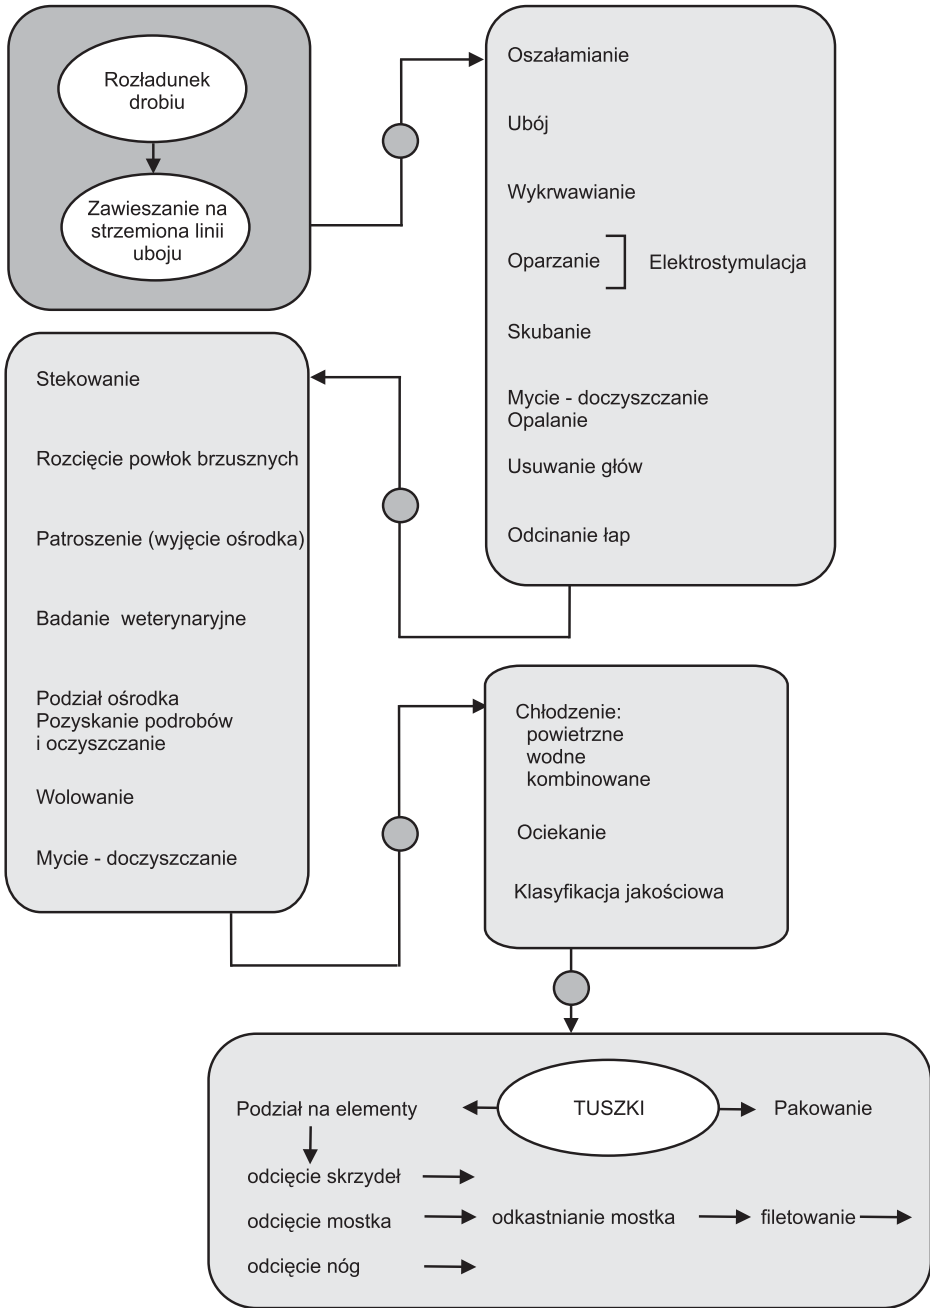 Rozładunek
drobiu
Zawieszanie na
strzemiona linii
uboju
Oszałamianie
Ubój
Wykrwawianie
Oparzanie
Elektrostymulacja
Skubanie
Mycie - doczyszczanie
Opalanie
Usuwanie głów
Odcinanie łap
Stekowanie
Rozcięcie powłok brzusznych
Patroszenie (wyjęcie ośrodka)
Badanie weterynaryjne
Podział ośrodka
Pozyskanie podrobów
i oczyszczanie
Wolowanie
Mycie - doczyszczanie
Chłodzenie:
powietrzne
wodne
kombinowane
Ociekanie
Klasyfikacja jakościowa
Podział na elementy
TUSZKI
Pakowanie
odcięcie skrzydeł
odcięcie mostka
odkastnianie mostka
filetowanie
odcięcie nóg